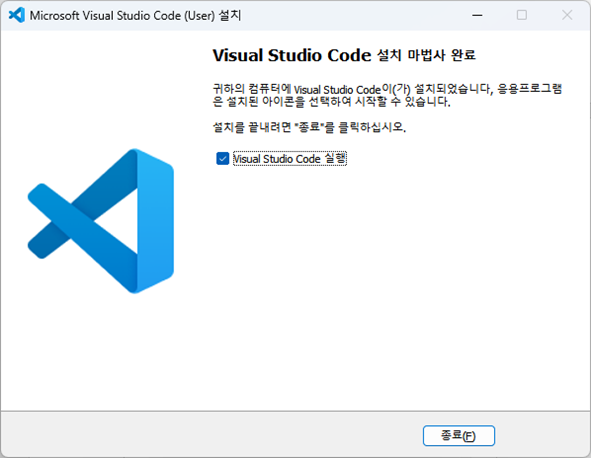 Microsoft Visual Studio Code (User) 설치
Visual Studio Code 설치 마법사 완료
귀하의 컴퓨터에 Visual Studio Code이(가) 설치되었습니다, 응용프로그램
은 설치된 아이콘을 선택하여 시작할 수 있습니다.
설치를 끝내려면 "종료"를 클릭하십시오.
Visual Studio Code 실행
종료(F)